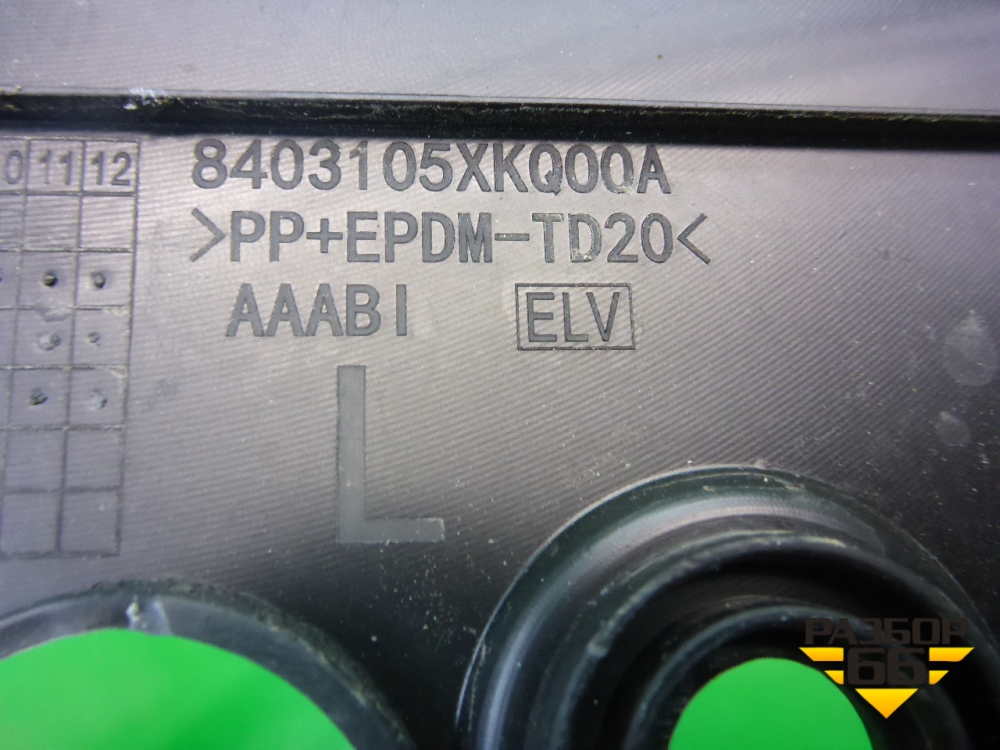 0 11 12
8403105XKQ00A
>PP+EPDM-TD20<
AAABI
ELV
L
РАЗБОР
66